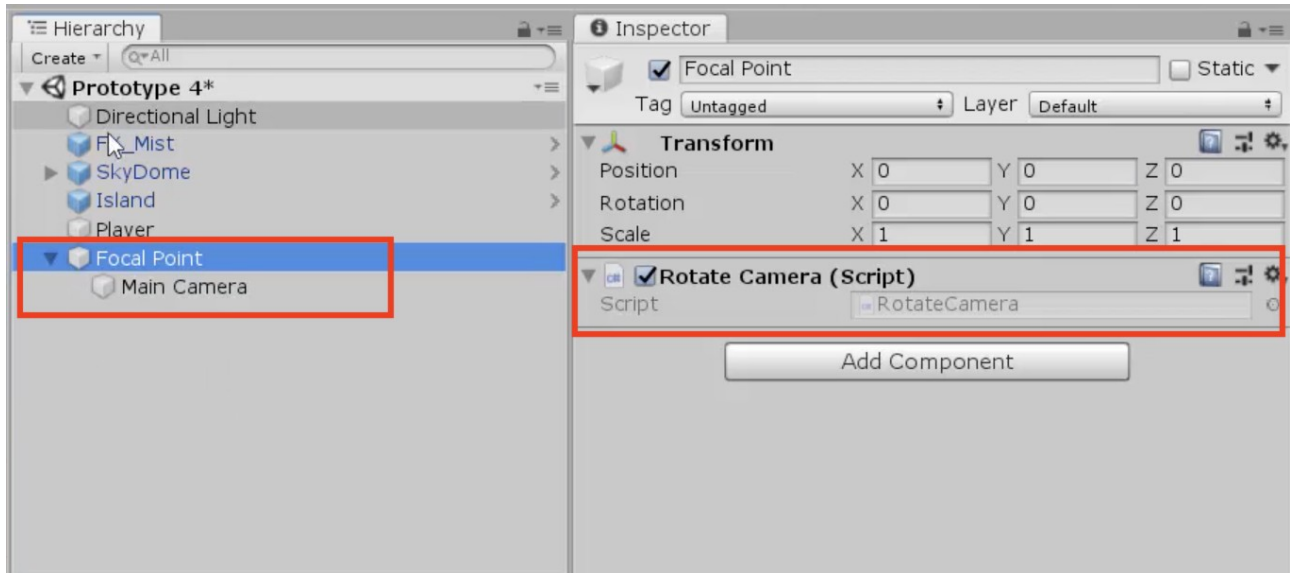 Hierarchy
Create All
Prototype 4*
Directional Light
FX_Mist
SkyDome
Island
Player
Focal Point
Main Camera
Inspector
Focal Point Static
Tag Untagged Layer Default
Transform
Position X 0 Y 0 Z 0
Rotation X 0 Y 0 Z 0
Scale X 1 Y 1 Z 1
Rotate Camera (Script)
Script RotateCamera
Add Component